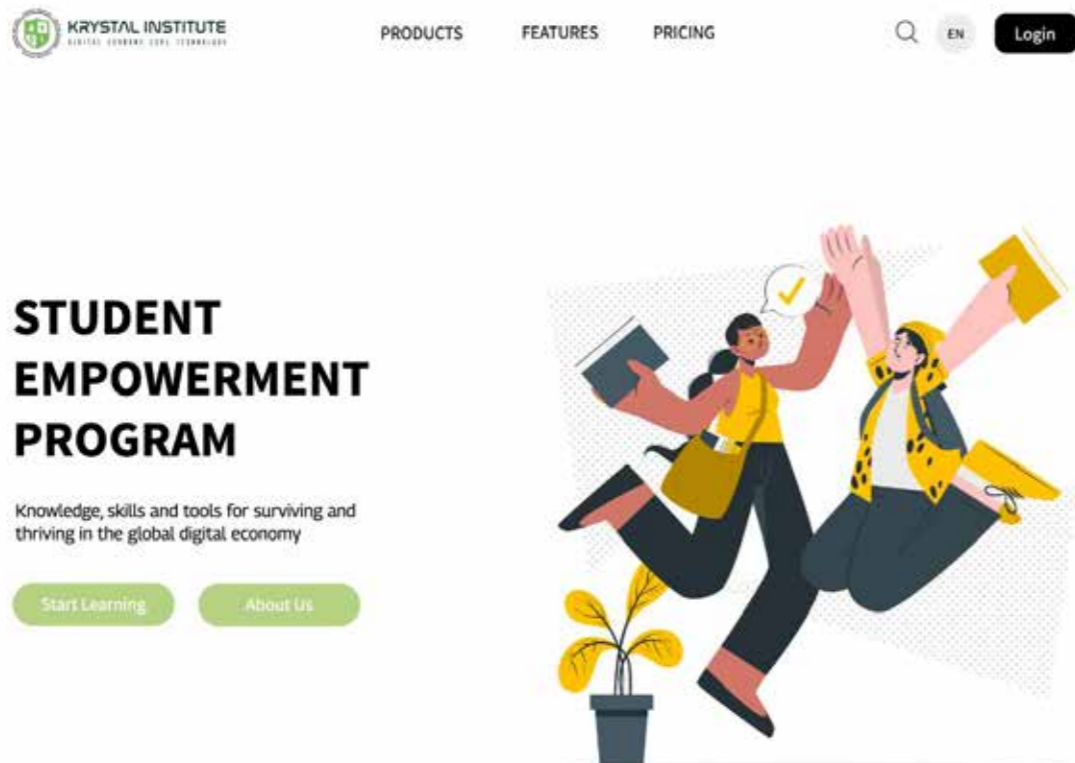 KRYSTAL INSTITUTE
PRODUCTS
FEATURES
PRICING
EN
Login
STUDENT
EMPOWERMENT
PROGRAM
Knowledge, skills and tools for surviving and
thriving in the global digital economy
Start Learning
About Us